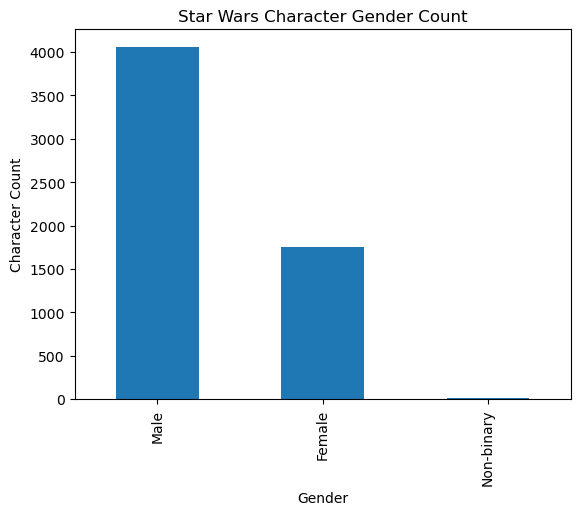 Star Wars Character Gender Count
Character Count
4000
3500
3000
2500
2000
1500
1000
500
0
Male
Female
Non-binary
Gender